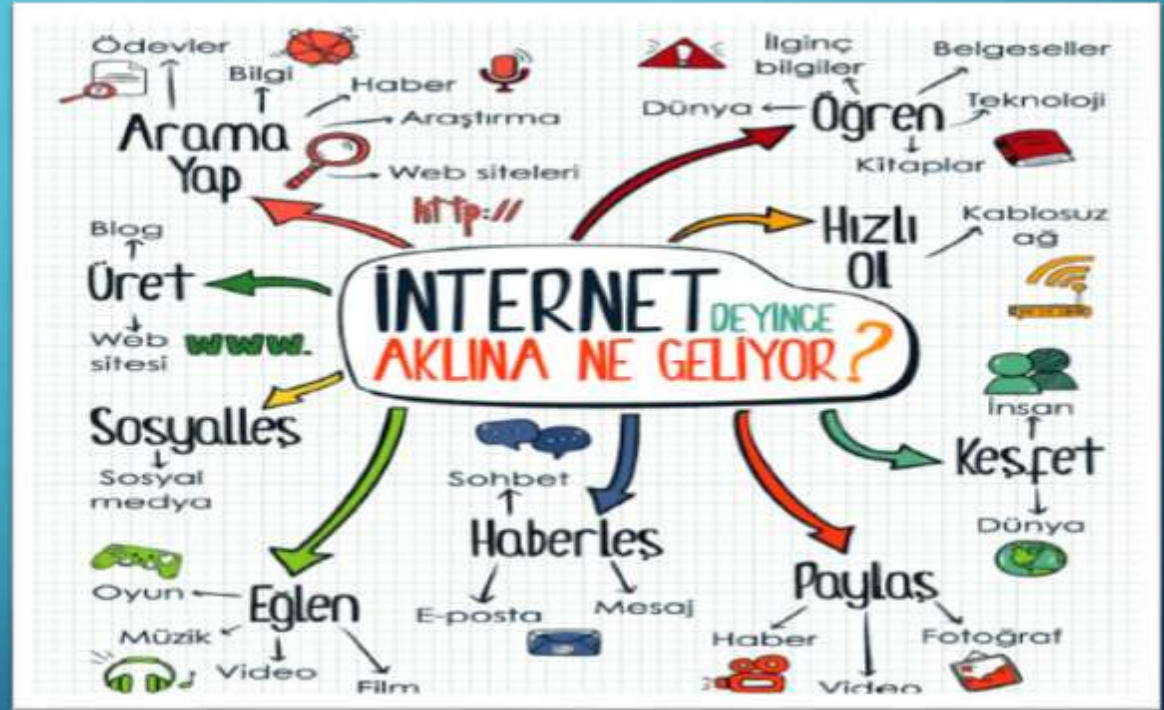 Ödevler
Bilgi
Haber
Araştırma
Web siteleri
Arama
Yap
http://
İlginç
bilgiler
Belgeseller
Dünya
Öğren
Teknoloji
Kitaplar
Hızlı
Ol
Kablosuz
ağ
Blog
Üret
Web
sitesi
www.
İNTERNET DEYİNCE
AKLINA NE GELİYOR?
Sosyalleş
Sosyal
medya
İnsan
Keşfet
Dünya
Sohbet
Haberleş
E-posta
Mesaj
Paylaş
Haber
Video
Fotoğraf
Eğlen
Oyun
Müzik
Video
Film